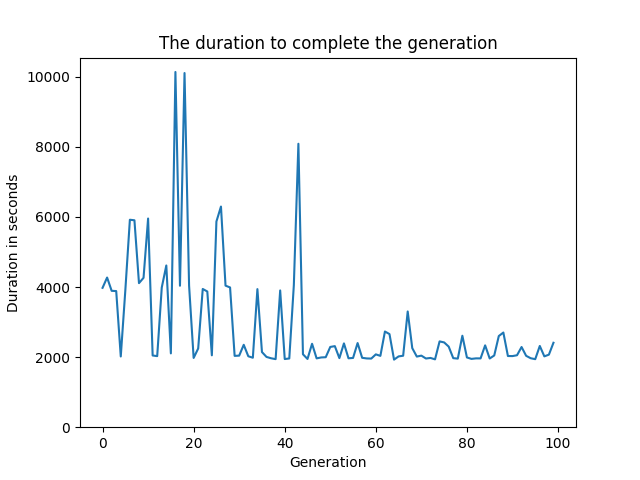 The duration to complete the generation
10000
8000
6000
4000
2000
0
Duration in seconds
0 20 40 60 80 100
Generation